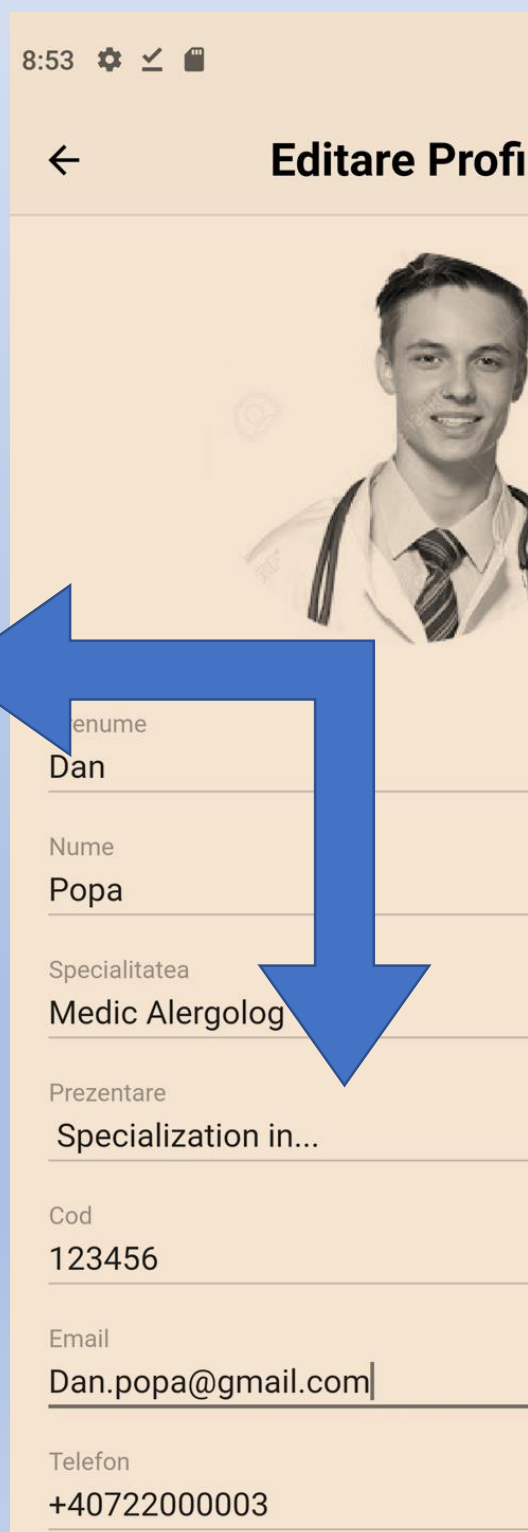 8:53
Editare Profi
enume
Dan
Nume
Popa
Specialitatea
Medic Alergolog
Prezentare
Specialization in...
Cod
123456
Email
Dan.popa@gmail.com
Telefon
+40722000003